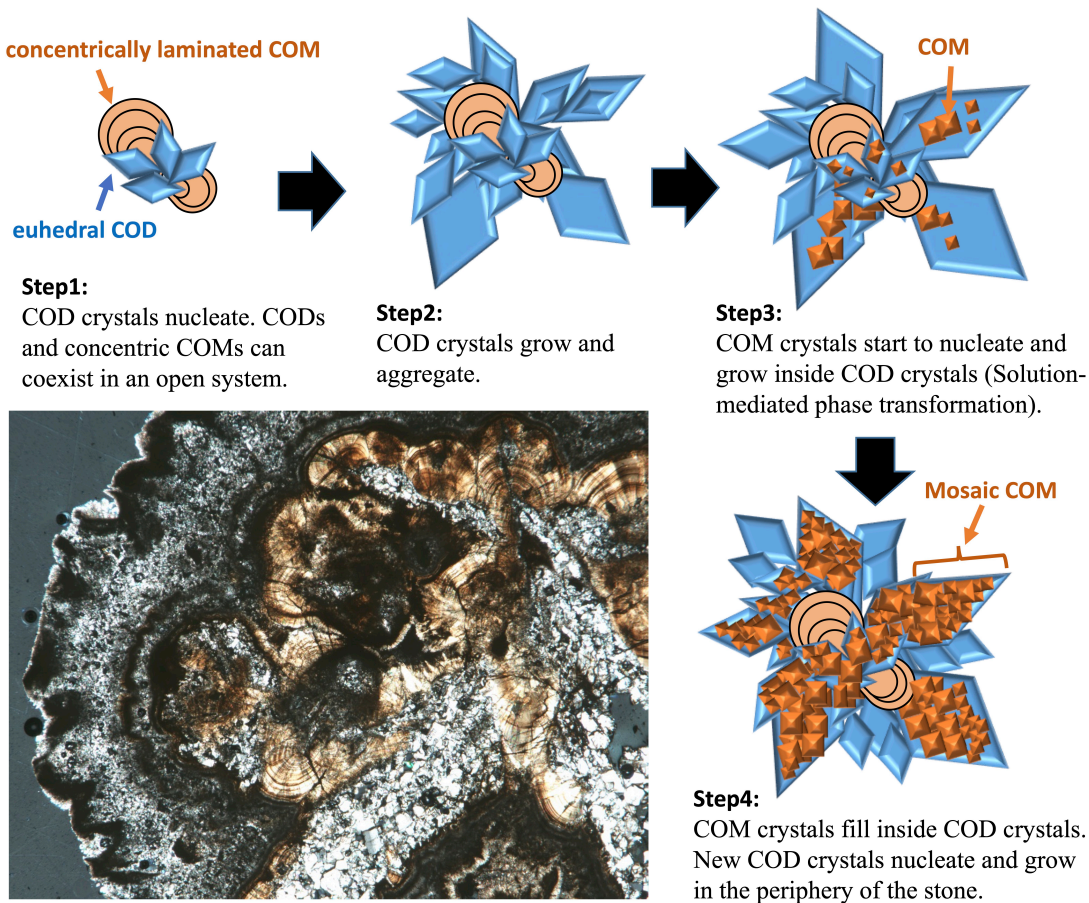 concentrically laminated COM
euhedral COD
Step1:
COD crystals nucleate. CODs
and concentric COMs can
coexist in an open system.
Step2:
COD crystals grow and
aggregate.
COM
Step3:
COM crystals start to nucleate and
grow inside COD crystals (Solution-
mediated phase transformation).
Mosaic COM
Step4:
COM crystals fill inside COD crystals.
New COD crystals nucleate and grow
in the periphery of the stone.